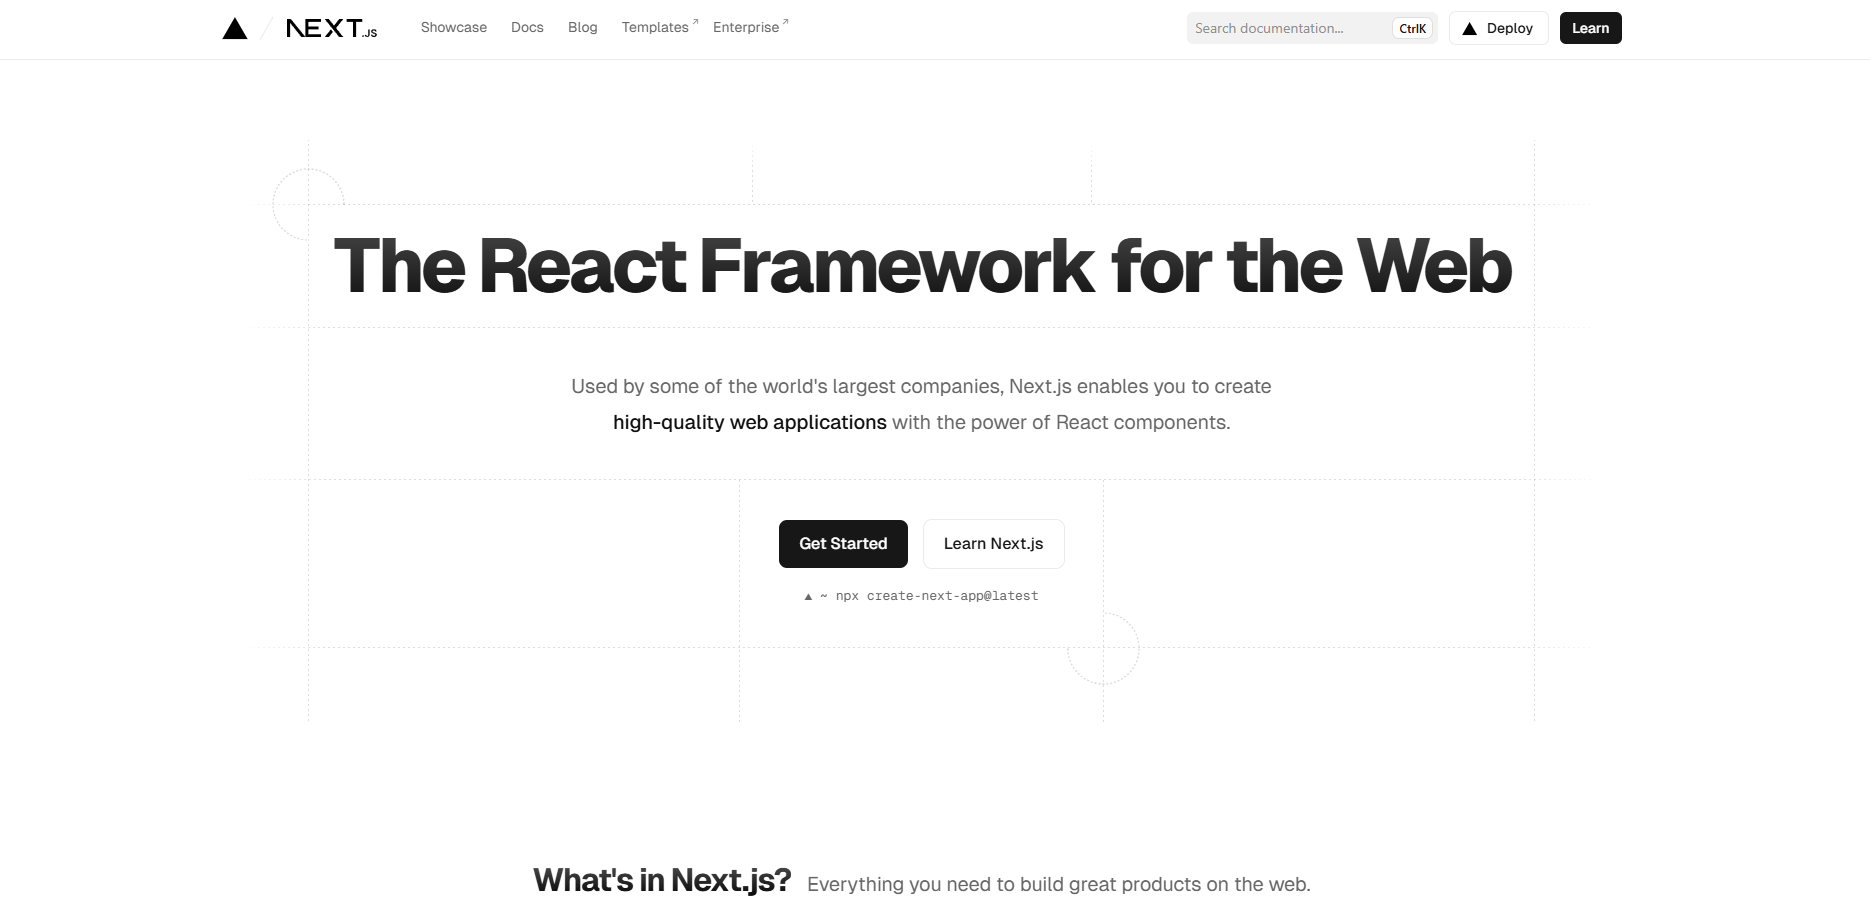 NEXT.JS
Showcase
Docs
Blog
Templates
Enterprise
Search documentation...
CtrlK
Deploy
Learn
The React Framework for the Web
Used by some of the world's largest companies, Next.js enables you to create
high-quality web applications with the power of React components.
Get Started
Learn Next.js
▲ ~ npx create-next-app@latest
What's in Next.js?
Everything you need to build great products on the web.